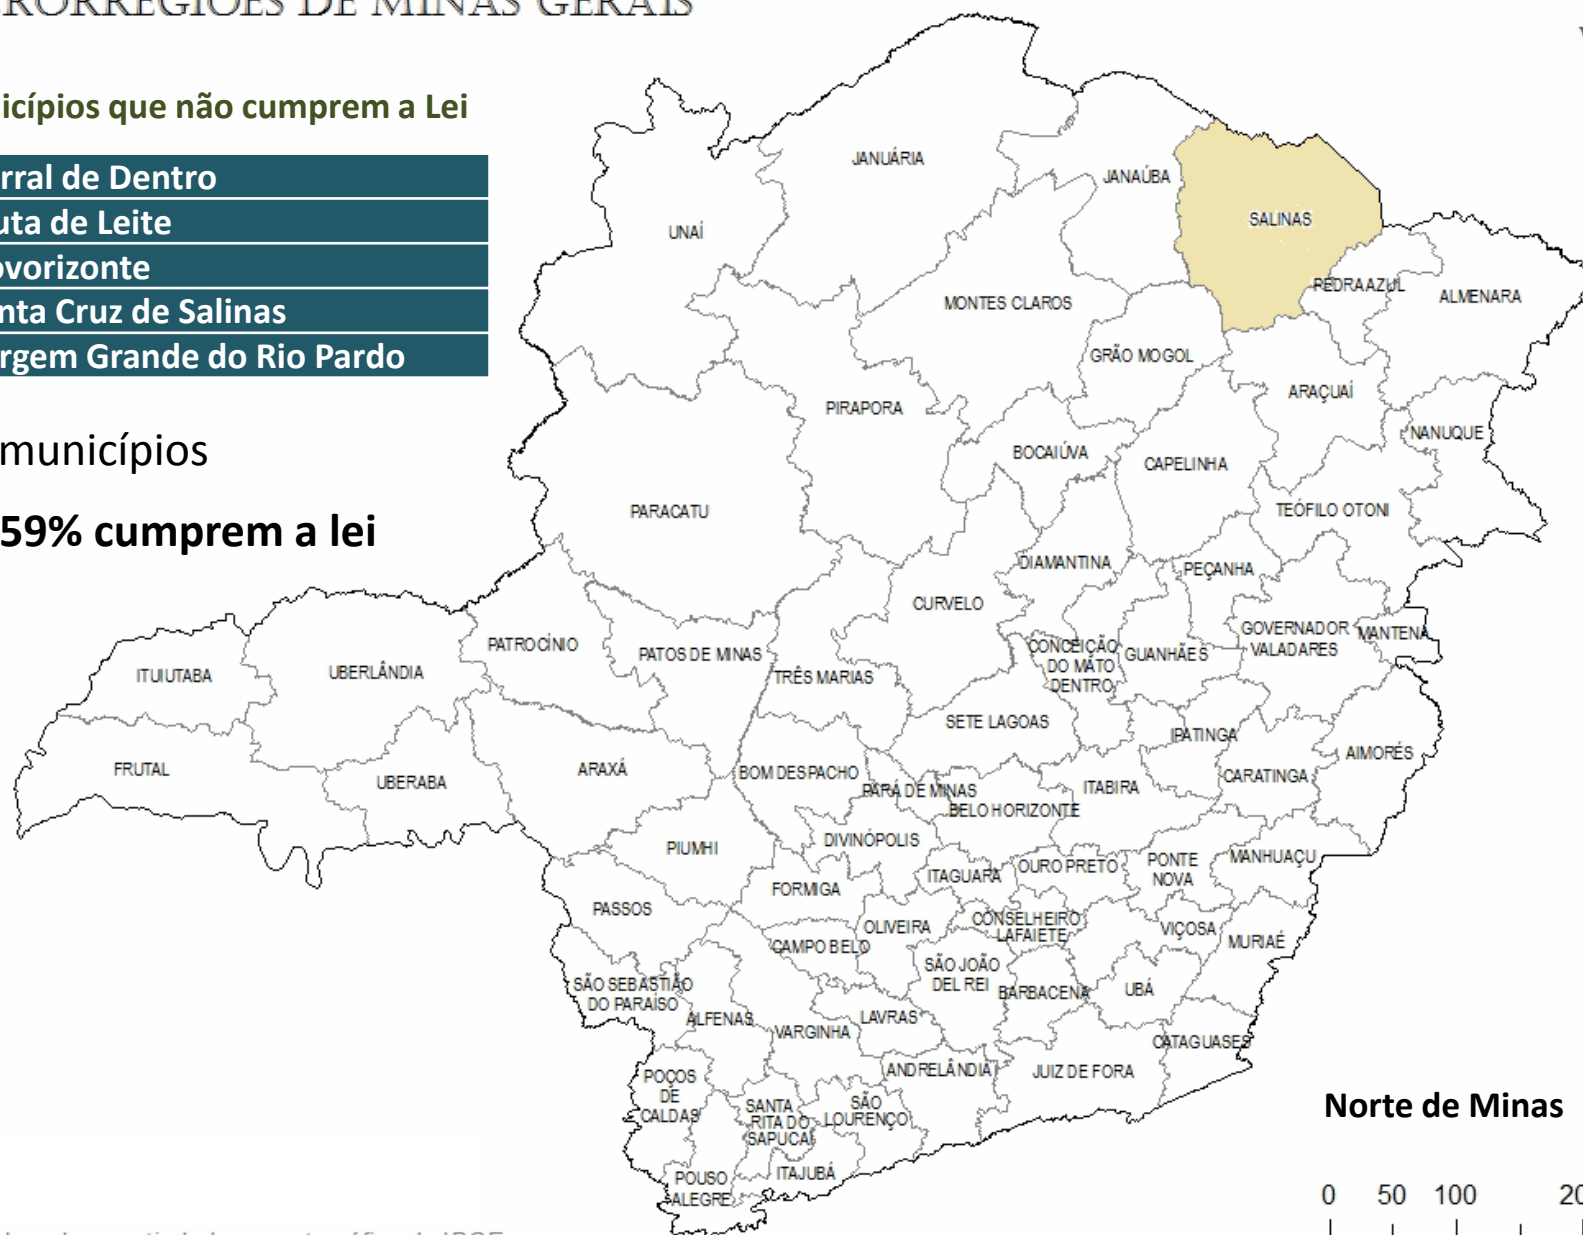 RORREGIÕES DE MINAS GERAIS
icípios que não cumprem a Lei
rral de Dentro
uta de Leite
ovorizonte
nta Cruz de Salinas
rgem Grande do Rio Pardo
municípios
59% cumprem a lei
JANUÁRIA
JANAÚBA
SALINAS
UNAÍ
MONTES CLAROS
PEDRA AZUL
ALMENARA
GRÃO MOGOL
ARAÇUAÍ
PIRAPORA
NANUQUE
BOCAIÚVA
CAPELINHA
PARACATU
TEÓFILO OTONI
DIAMANTINA
PEÇANHA
CURVELO
PATROCÍNIO
PATOS DE MINAS
ITUIUTABA
UBERLÂNDIA
TRÊS MARIAS
CONCEIÇÃO
DO MATO
DENTRO
GUANHÃES
GOVERNADOR
VALADARES
MANTENA
SETE LAGOAS
IPATINGA
AIMORÉS
FRUTAL
UBERABA
ARAXÁ
BOM DESPACHO
PARÁ DE MINAS
BELO HORIZONTE
ITABIRA
CARATINGA
PIUMHI
DIVINÓPOLIS
ITAGUARA
OURO PRETO
PONTE
NOVA
MANHUAÇU
FORMIGA
PASSOS
OLIVEIRA
CONSELHEIRO
LAFAIETE
VIÇOSA
MURIAÉ
CAMPO BELO
SÃO JOÃO
DEL REI
BARBACENA
UBÁ
SÃO SEBASTIÃO
DO PARAÍSO
ALFENAS
VARGINHA
LAVRAS
CATAGUASES
ANDRELÂNDIA
JUIZ DE FORA
POÇOS
DE
CALDAS
SANTA
RITA DO
SAPUCAÍ
SÃO
LOURENÇO
POUSO
ALEGRE
ITAJUBÁ
Norte de Minas
0 50 100 20